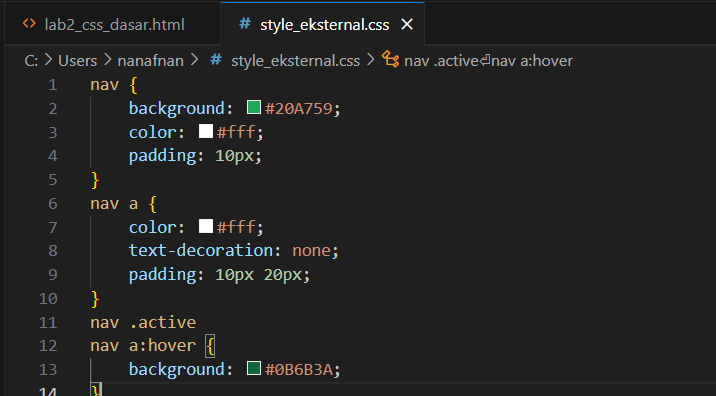 lab2_css_dasar.html
style_eksternal.css
C: > Users > nanafnan > style_eksternal.css > nav .active⏎nav a:hover
1 nav {
2     background: #20A759;
3     color: #fff;
4     padding: 10px;
5 }
6 nav a {
7     color: #fff;
8     text-decoration: none;
9     padding: 10px 20px;
10 }
11 nav .active
12 nav a:hover {
13     background: #0B6B3A;
14 }